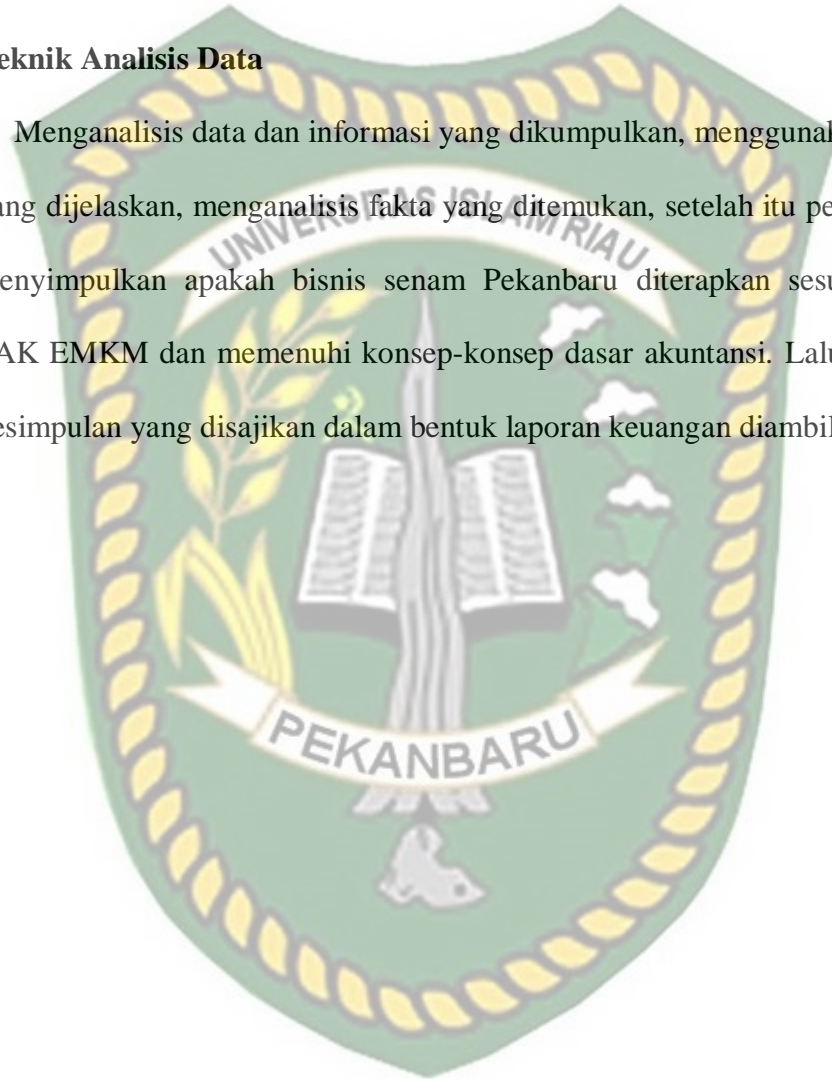 eknik Analisis Data
Menganalisis data dan informasi yang dikumpulkan, menggunal
ang dijelaskan, menganalisis fakta yang ditemukan, setelah itu pe
enyimpulkan apakah bisnis senam Pekanbaru diterapkan sesu
AK EMKM dan memenuhi konsep-konsep dasar akuntansi. Lalu
esimpulan yang disajikan dalam bentuk laporan keuangan diambil
UNIVERSITAS ISLAM RIAU
PEKANBARU